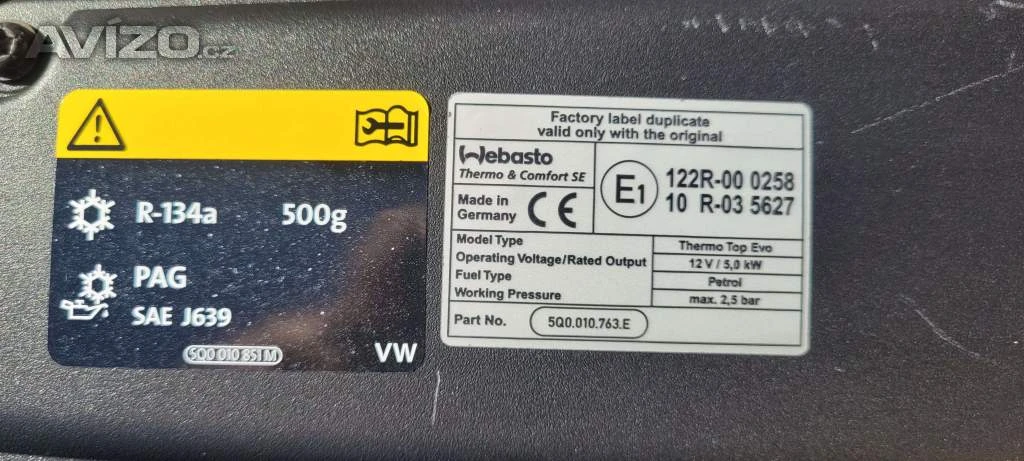 AVÍZO.cz
R-134a 500g
PAG
SAE J639
5Q0 010 851 M
VW
Factory label duplicate
valid only with the original
Webasto
Thermo & Comfort SE
Made in
Germany
CE
E1
122R-00 0258
10 R-03 5627
Model Type Thermo Top Evo
Operating Voltage/Rated Output 12 V / 5,0 kW
Fuel Type Petrol
Working Pressure max. 2,5 bar
Part No. 5Q0.010.763.E